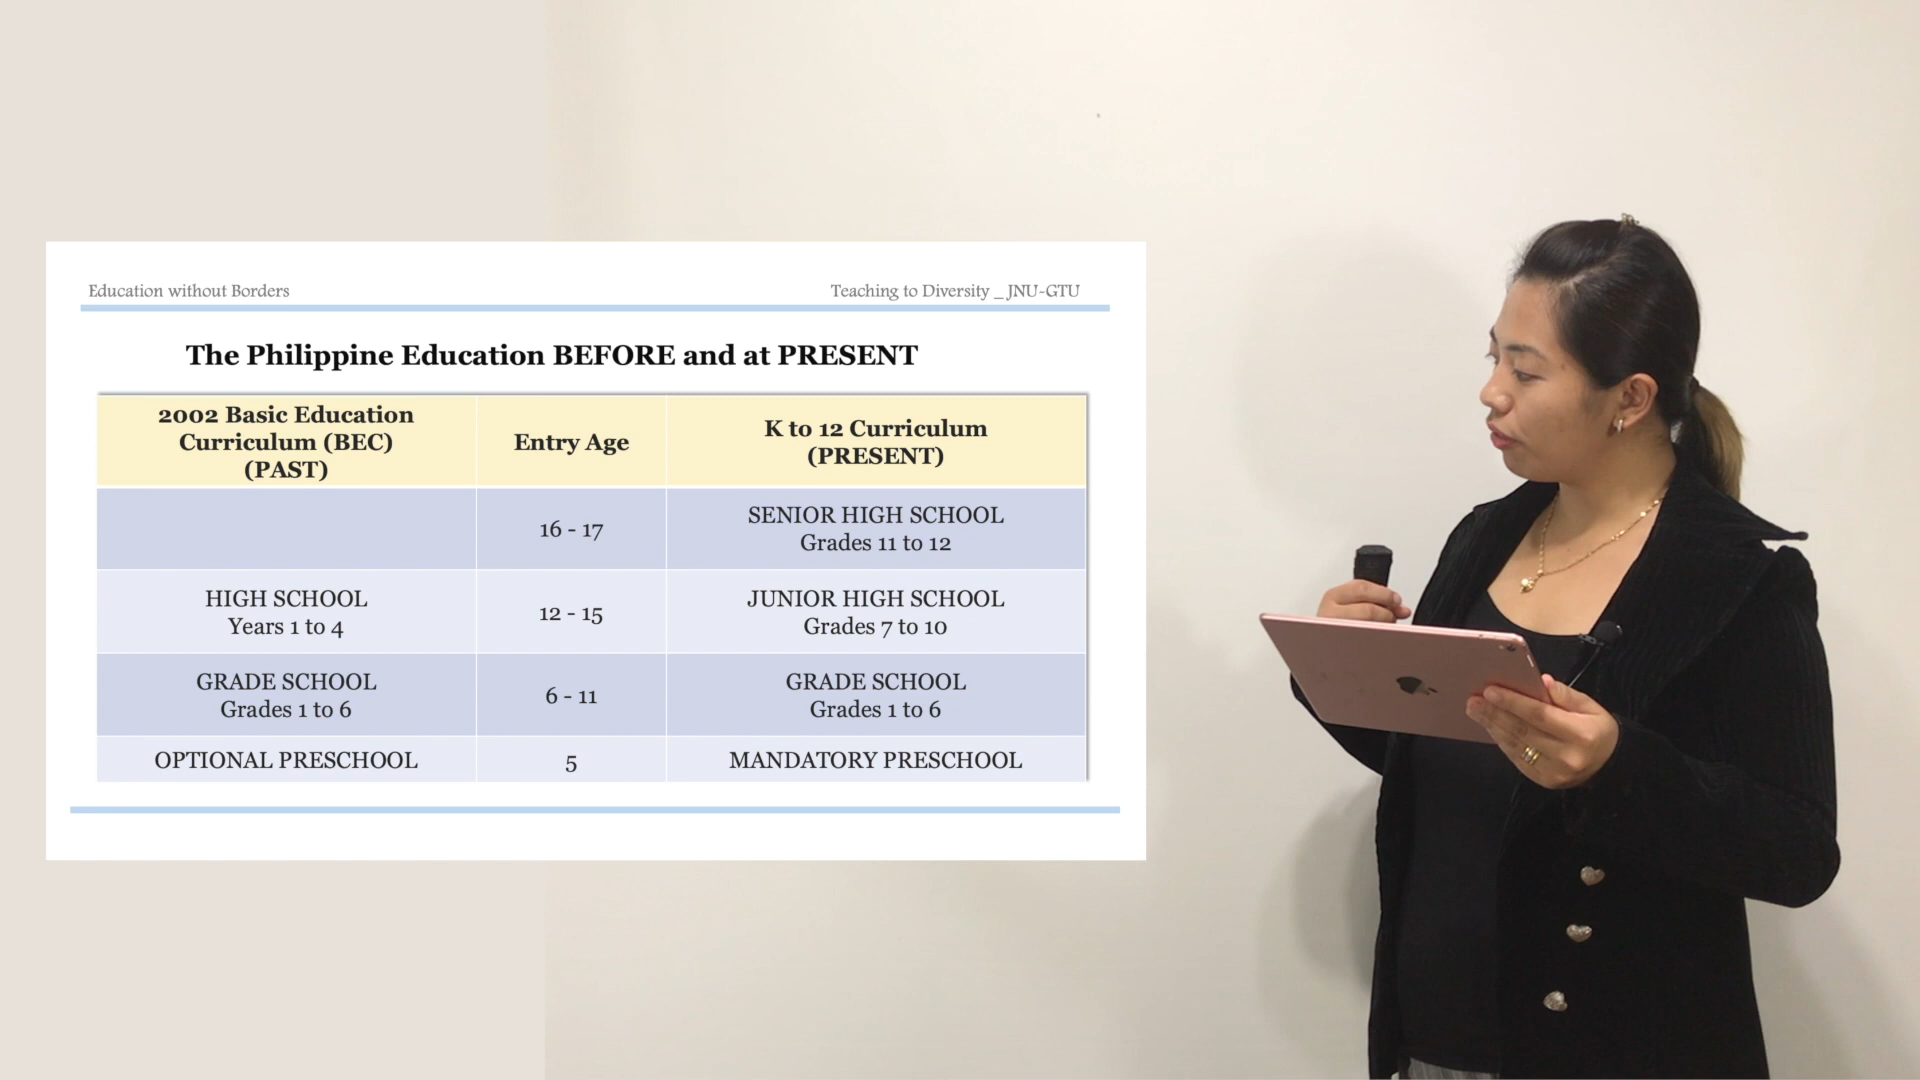 Education without Borders
Teaching to Diversity _ JNU-GTU
The Philippine Education BEFORE and at PRESENT
2002 Basic Education
Curriculum (BEC)
(PAST)
Entry Age
K to 12 Curriculum
(PRESENT)
16 - 17
SENIOR HIGH SCHOOL
Grades 11 to 12
HIGH SCHOOL
Years 1 to 4
12 - 15
JUNIOR HIGH SCHOOL
Grades 7 to 10
GRADE SCHOOL
Grades 1 to 6
6 - 11
GRADE SCHOOL
Grades 1 to 6
OPTIONAL PRESCHOOL
5
MANDATORY PRESCHOOL